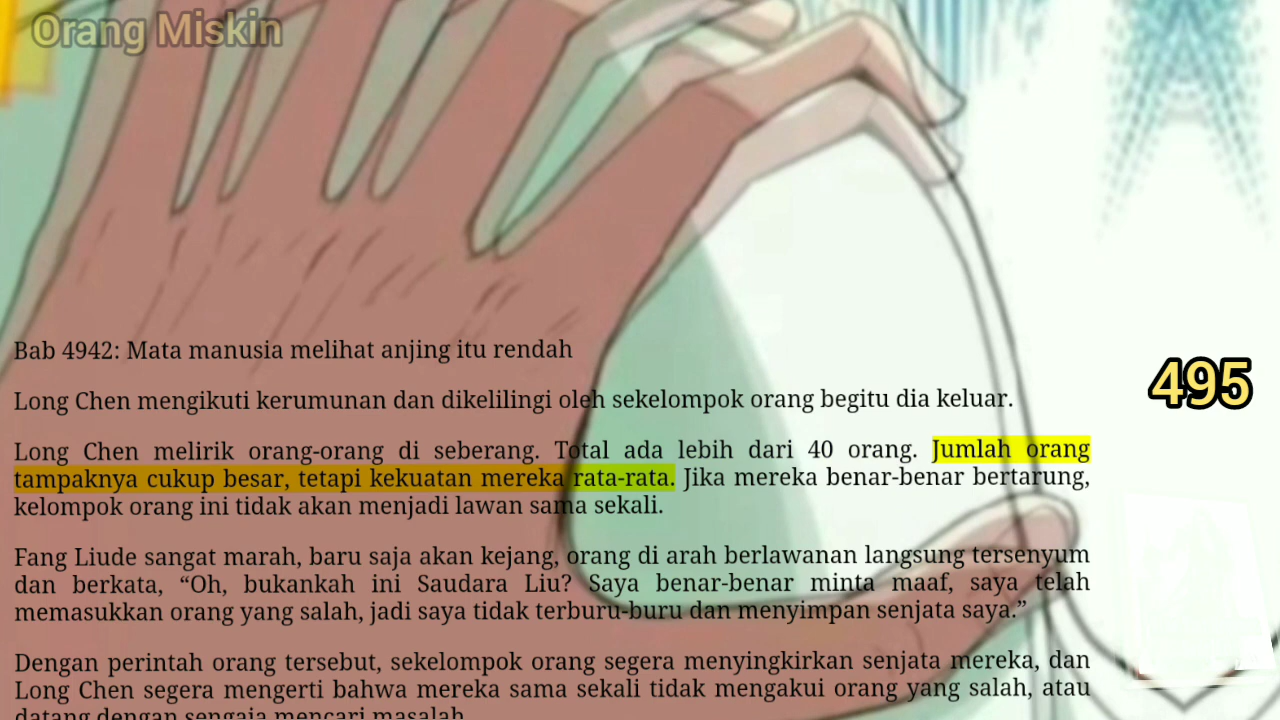 Orang Miskin
Bab 4942: Mata manusia melihat anjing itu rendah
Long Chen mengikuti kerumunan dan dikelilingi oleh sekelompok orang begitu dia keluar.
495
Long Chen melirik orang-orang di seberang. Total ada lebih dari 40 orang. Jumlah orang
tampaknya cukup besar, tetapi kekuatan mereka rata-rata. Jika mereka benar-benar bertarung,
kelompok orang ini tidak akan menjadi lawan sama sekali.
Fang Liude sangat marah, baru saja akan kejang, orang di arah berlawanan langsung tersenyum
dan berkata, “Oh, bukankah ini Saudara Liu? Saya benar-benar minta maaf, saya telah
memasukkan orang yang salah, jadi saya tidak terburu-buru dan menyimpan senjata saya.”
Dengan perintah orang tersebut, sekelompok orang segera menyingkirkan senjata mereka, dan
Long Chen segera mengerti bahwa mereka sama sekali tidak mengakui orang yang salah, atau
datang dengan sengaja mencari masalah.